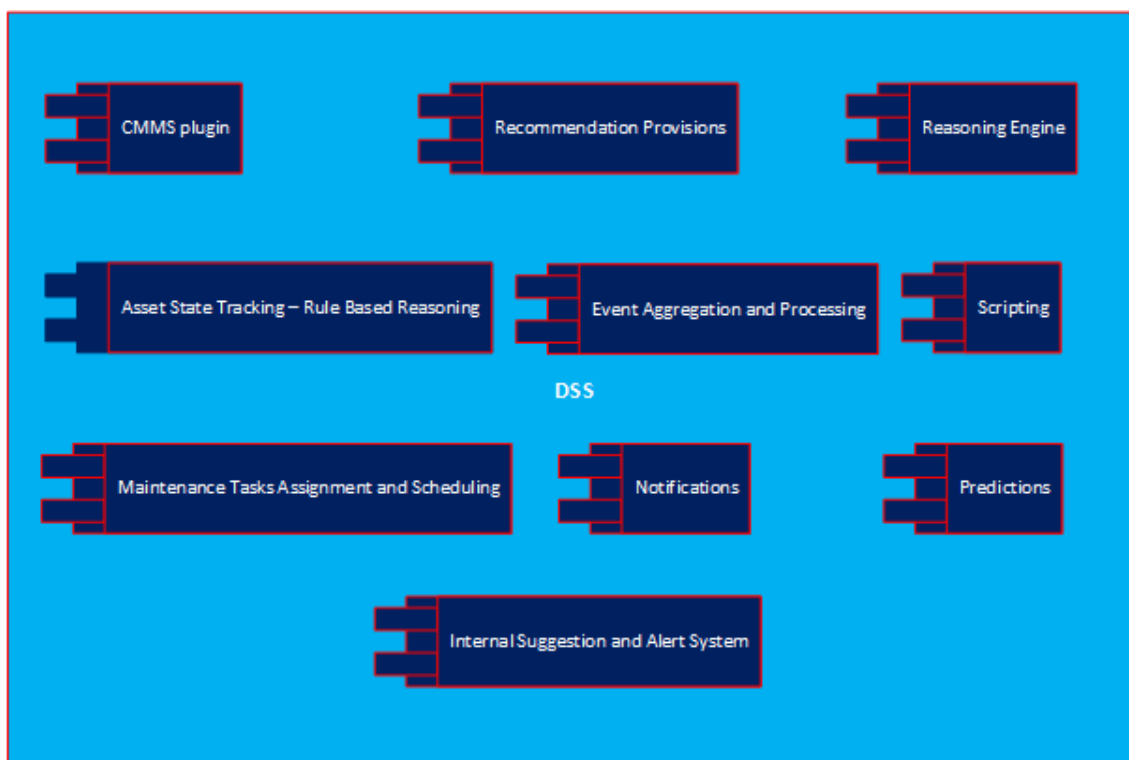 CMMS plugin
Recommendation Provisions
Reasoning Engine
Asset State Tracking – Rule Based Reasoning
Event Aggregation and Processing
Scripting
DSS
Maintenance Tasks Assignment and Scheduling
Notifications
Predictions
Internal Suggestion and Alert System